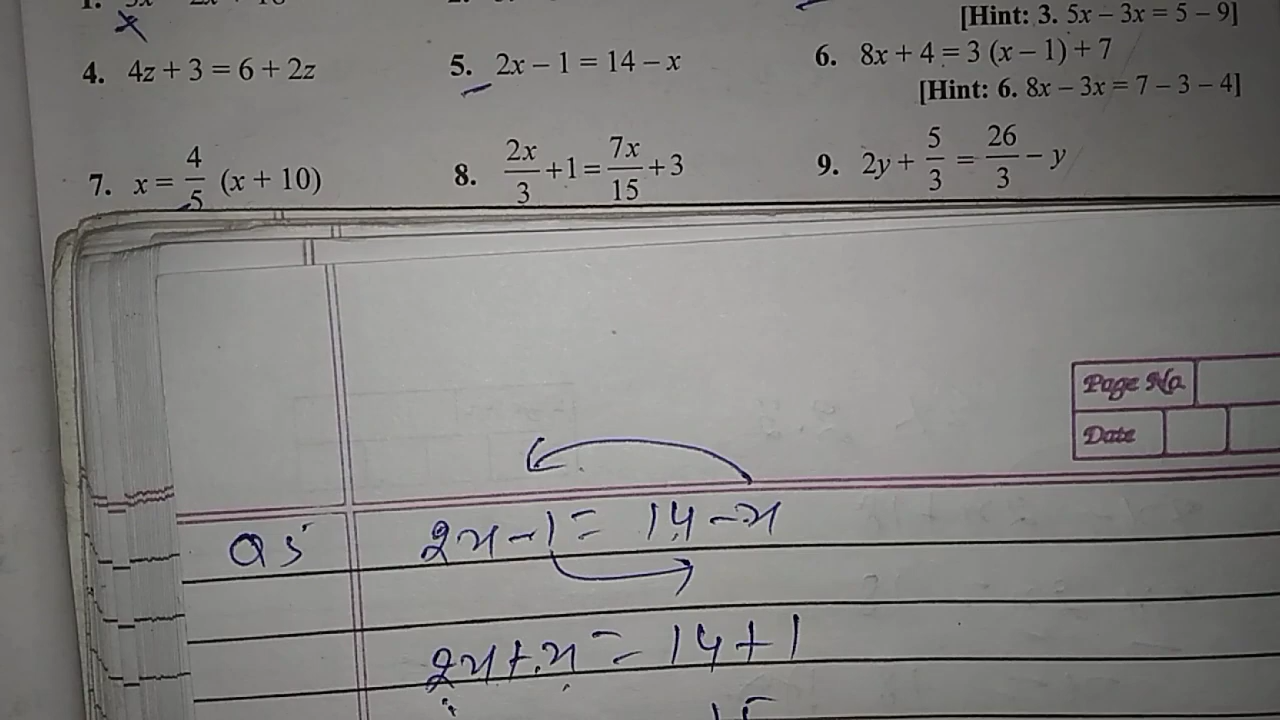 [Hint: 3. 5x – 3x = 5 – 9]
4. 4z + 3 = 6 + 2z 5. 2x – 1 = 14 – x 6. 8x + 4 = 3 (x – 1) + 7
[Hint: 6. 8x – 3x = 7 – 3 – 4]
7. x = 4/5 (x + 10) 8. 2x/3 + 1 = 7x/15 + 3 9. 2y + 5/3 = 26/3 – y
Page No.
Date
Q 5 2x – 1 = 14 – x
2x + x = 14 + 1